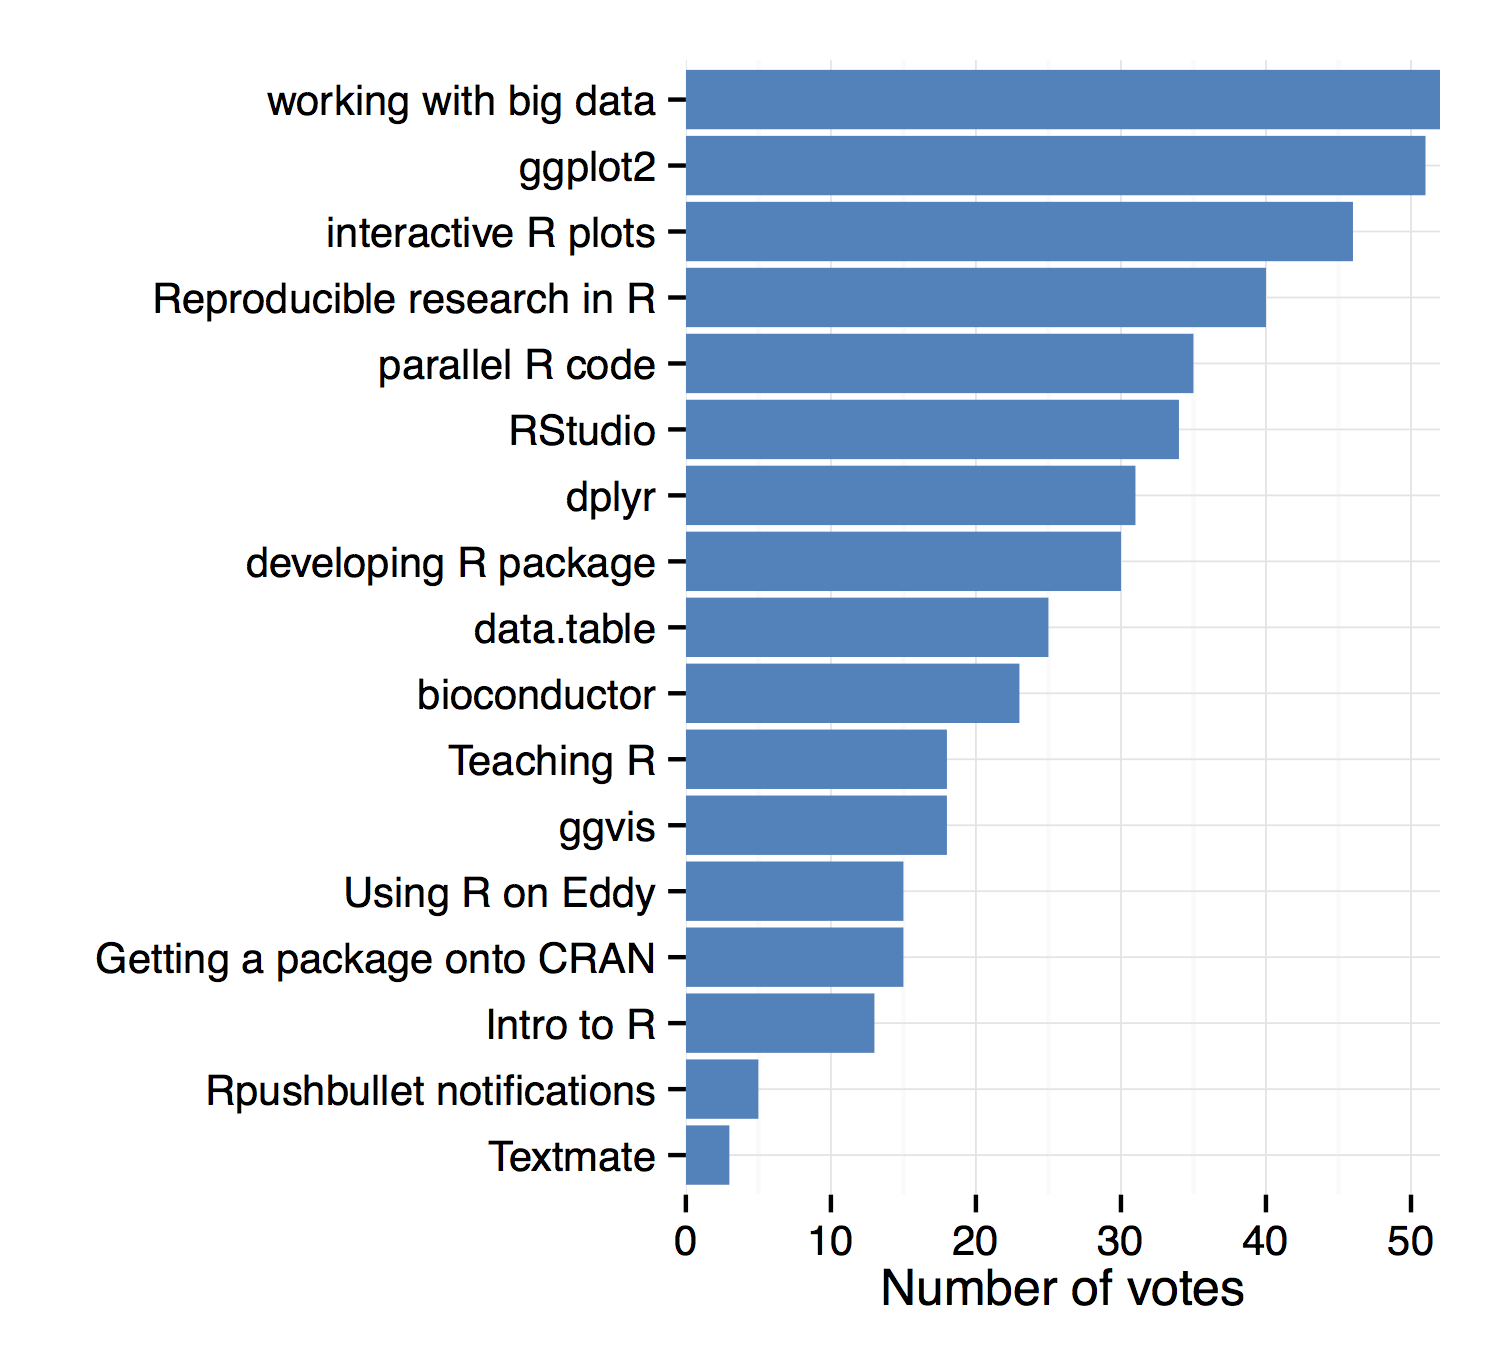 working with big data
ggplot2
interactive R plots
Reproducible research in R
parallel R code
RStudio
dplyr
developing R package
data.table
bioconductor
Teaching R
ggvis
Using R on Eddy
Getting a package onto CRAN
Intro to R
Rpushbullet notifications
Textmate
0 10 20 30 40 50
Number of votes